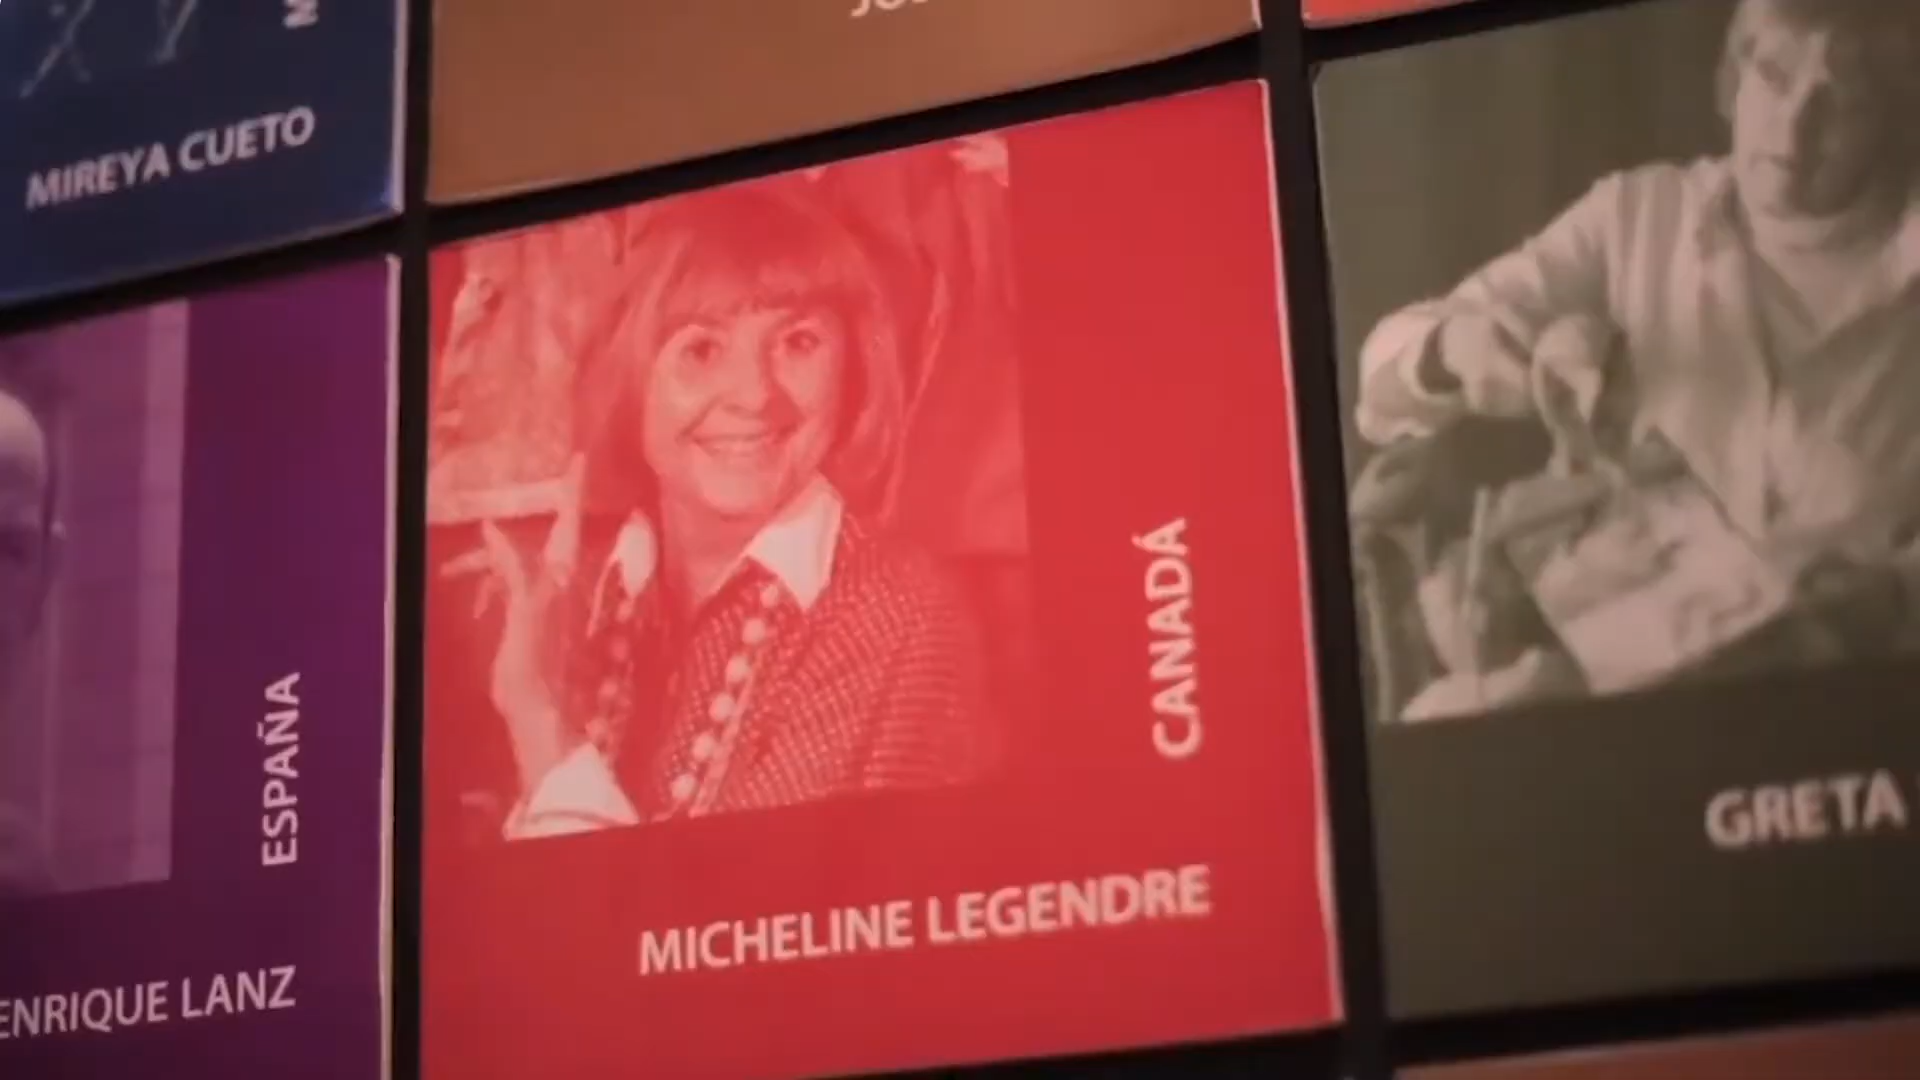 MIREYA CUETO
ESPAÑA
ENRIQUE LANZ
CANADÁ
MICHELINE LEGENDRE
GRETA